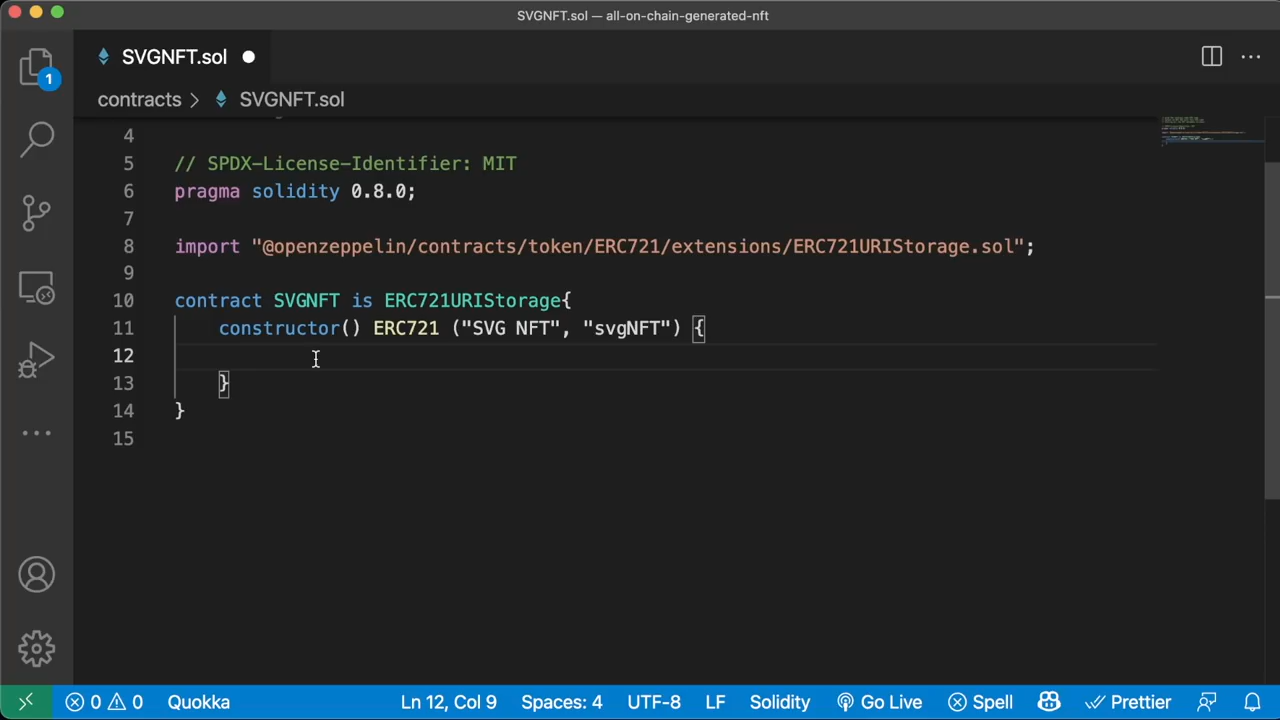 SVGNFT.sol — all-on-chain-generated-nft
SVGNFT.sol
contracts > SVGNFT.sol
1
4
5 // SPDX-License-Identifier: MIT
6 pragma solidity 0.8.0;
7
8 import "@openzeppelin/contracts/token/ERC721/extensions/ERC721URIStorage.sol";
9
10 contract SVGNFT is ERC721URIStorage{
11 constructor() ERC721 ("SVG NFT", "svgNFT") {
12
13 }
14 }
15
0 0 Quokka Ln 12, Col 9 Spaces: 4 UTF-8 LF Solidity Go Live Spell Prettier